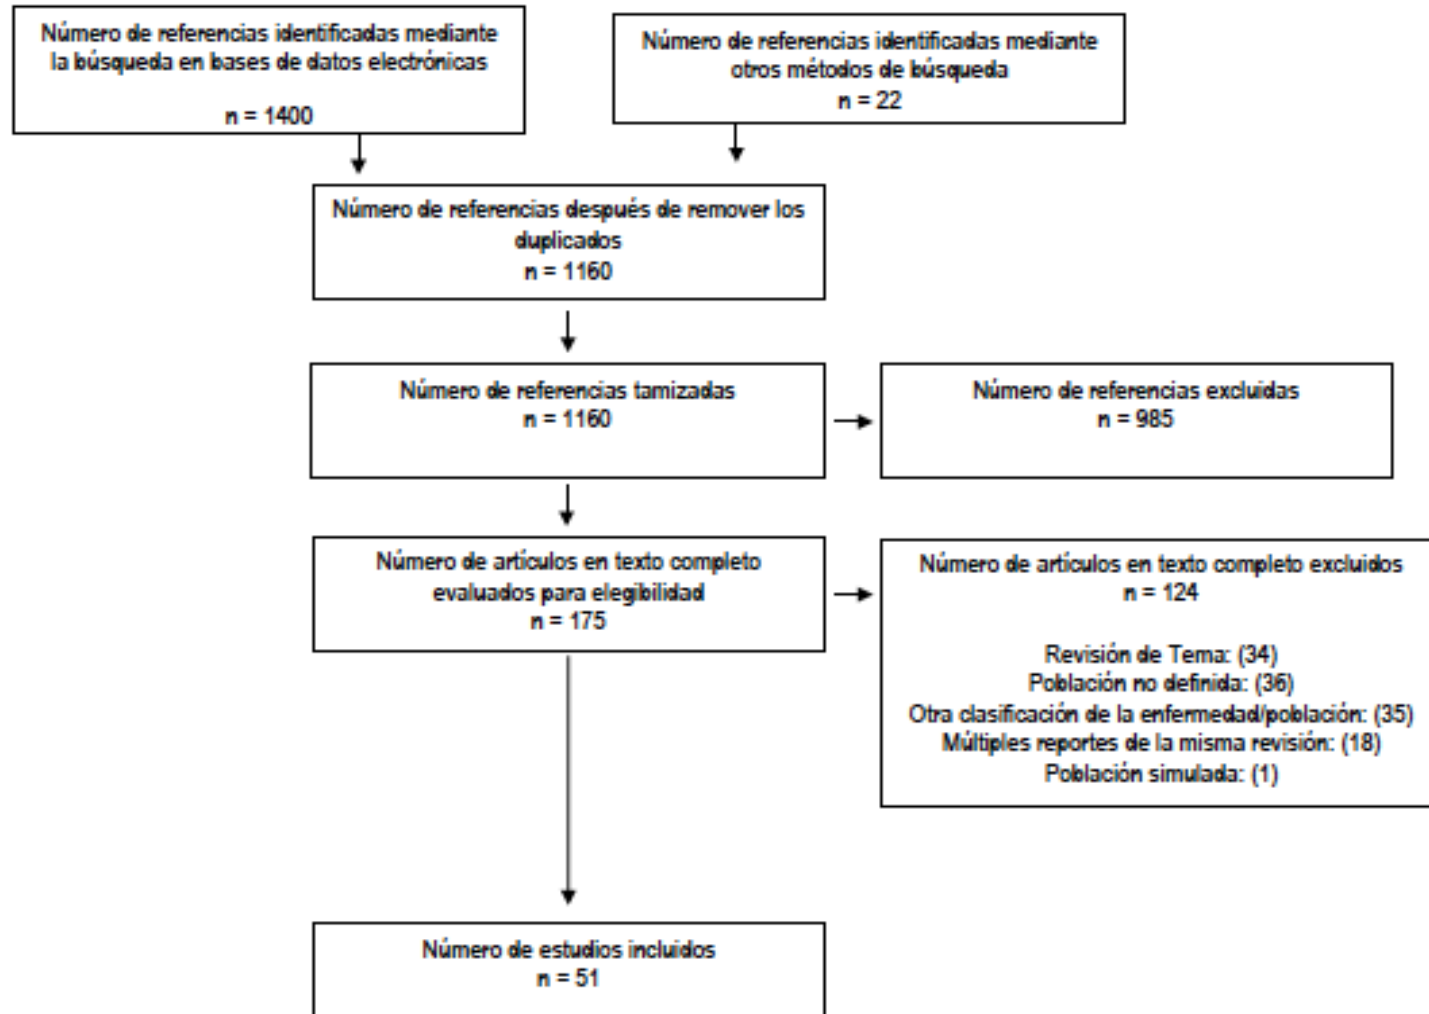 Número de referencias identificadas mediante
la búsqueda en bases de datos electrónicas
n = 1400
Número de referencias identificadas mediante
otros métodos de búsqueda
n = 22
Número de referencias después de remover los
duplicados
n = 1160
Número de referencias tamizadas
n = 1160
Número de referencias excluidas
n = 985
Número de artículos en texto completo
evaluados para elegibilidad
n = 175
Número de artículos en texto completo excluidos
n = 124
Revisión de Tema: (34)
Población no definida: (36)
Otra clasificación de la enfermedad/población: (35)
Múltiples reportes de la misma revisión: (18)
Población simulada: (1)
Número de estudios incluidos
n = 51